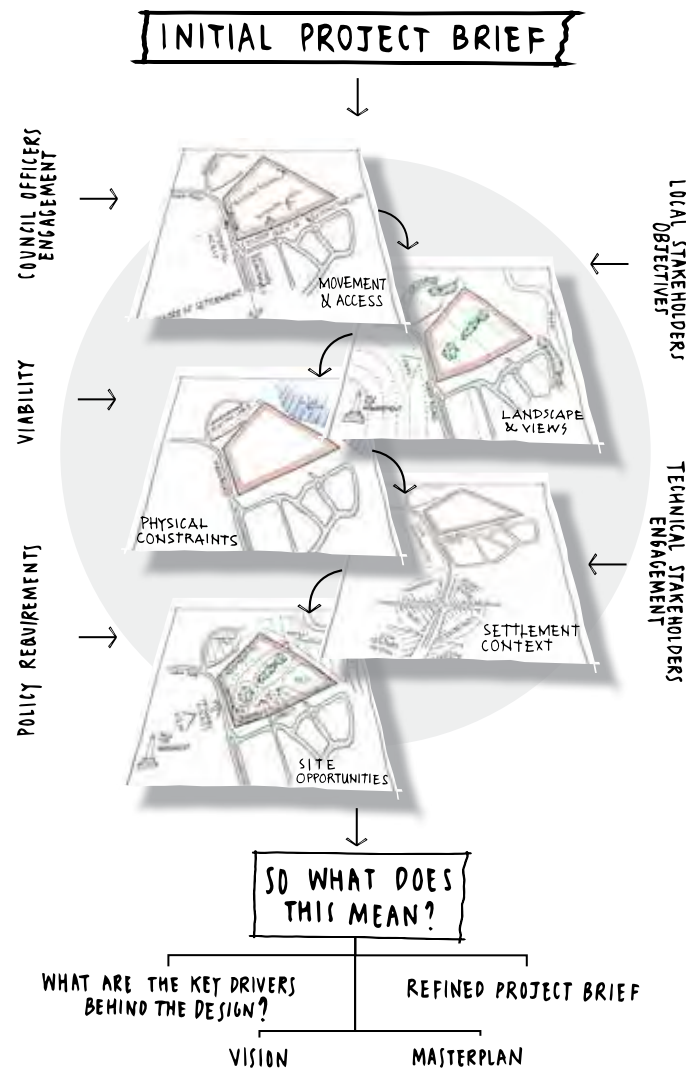 INITIAL PROJECT BRIEF
COUNCIL OFFICERS
ENGAGEMENT
LOCAL STAKEHOLDERS
OBJECTIVES
MOVEMENT
& ACCESS
LANDSCAPE
& VIEWS
VIABILITY
PHYSICAL
CONSTRAINTS
TECHNICAL STAKEHOLDERS
ENGAGEMENT
SETTLEMENT
CONTEXT
POLICY REQUIREMENTS
SITE
OPPORTUNITIES
SO WHAT DOES
THIS MEAN?
WHAT ARE THE KEY DRIVERS
BEHIND THE DESIGN?
REFINED PROJECT BRIEF
VISION
MASTERPLAN